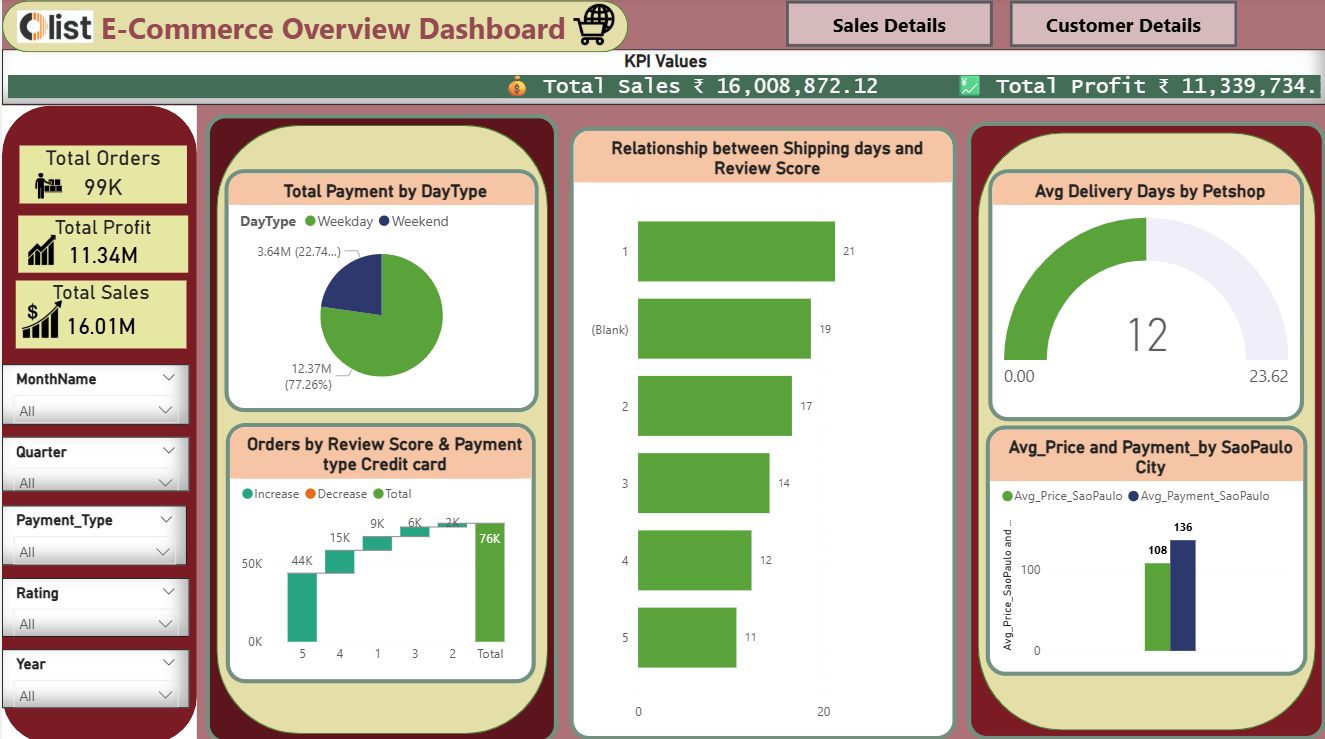 Olist E-Commerce Overview Dashboard
Sales Details
Customer Details
KPI Values
Total Sales ₹ 16,008,872.12
Total Profit ₹ 11,339,734.
Total Orders
99K
Total Profit
11.34M
Total Sales
$
16.01M
MonthName
All
Quarter
All
Payment_Type
All
Rating
All
Year
All
Total Payment by DayType
DayType Weekday Weekend
3.64M (22.74...)
12.37M
(77.26%)
Orders by Review Score & Payment
type Credit card
Increase Decrease Total
50K
0K
44K
15K
9K
6K
2K
76K
5 4 1 3 2 Total
Relationship between Shipping days and
Review Score
1 21
(Blank) 19
2 17
3 14
4 12
5 11
0 20
Avg Delivery Days by Petshop
12
0.00 23.62
Avg_Price and Payment_by SaoPaulo
City
Avg_Price_SaoPaulo Avg_Payment_SaoPaulo
Avg_Price_SaoPaulo and ...
136
108
100
0